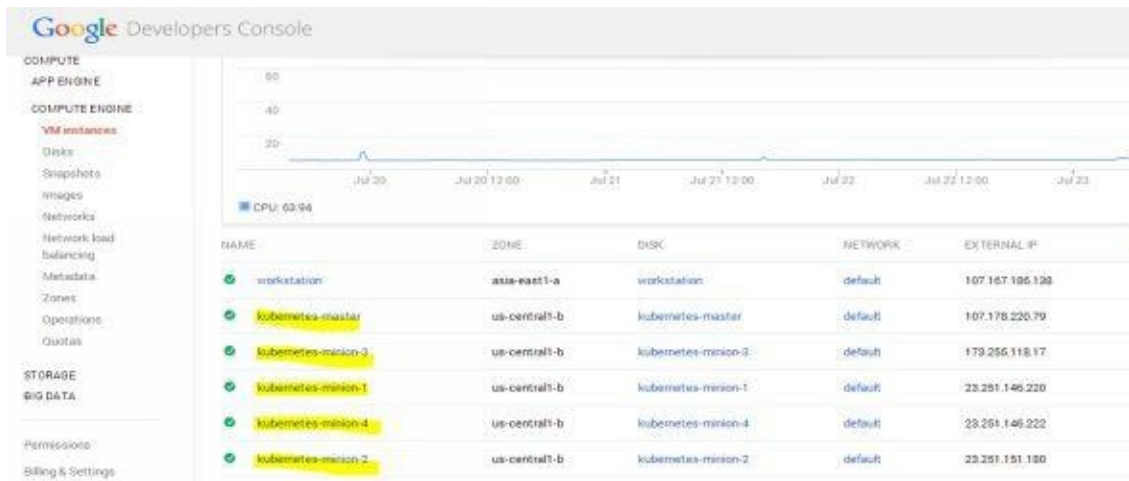 Google Developers Console
COMPUTE
APP ENGINE
COMPUTE ENGINE
VM instances
Disks
Snapshots
Images
Networks
Network load
balancing
Metadata
Zones
Operations
Quotas
STORAGE
BIG DATA
Permissions
Billing & Settings
60
40
20
Jul 20 Jul 20 12:00 Jul 21 Jul 21 12:00 Jul 22 Jul 22 12:00 Jul 23
CPU: 63.94
NAME ZONE DISK NETWORK EXTERNAL IP
workstation asia-east1-a workstation default 107.167.186.138
kubernetes-master us-central1-b kubernetes-master default 107.178.220.79
kubernetes-minion-3 us-central1-b kubernetes-minion-3 default 173.255.118.17
kubernetes-minion-1 us-central1-b kubernetes-minion-1 default 23.251.146.220
kubernetes-minion-4 us-central1-b kubernetes-minion-4 default 23.251.146.222
kubernetes-minion-2 us-central1-b kubernetes-minion-2 default 23.251.151.180